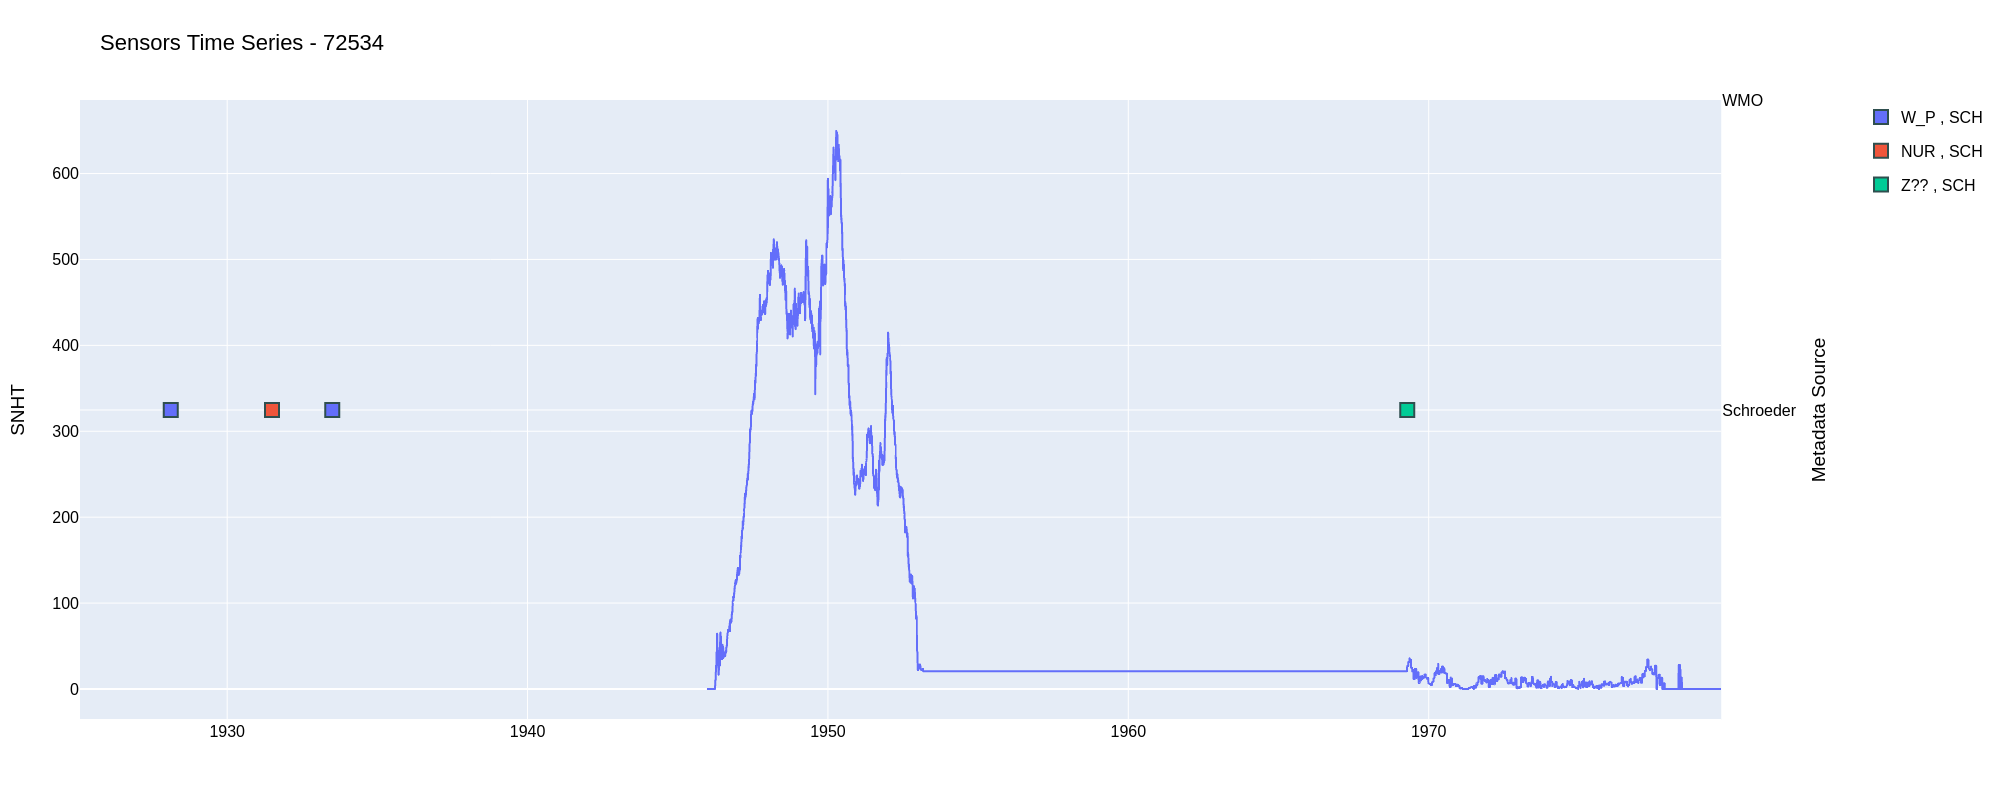 Sensors Time Series - 72534
WMO
W_P , SCH
NUR , SCH
Z?? , SCH
600
500
400
300
200
100
0
SNHT
Schroeder
Metadata Source
1930
1940
1950
1960
1970